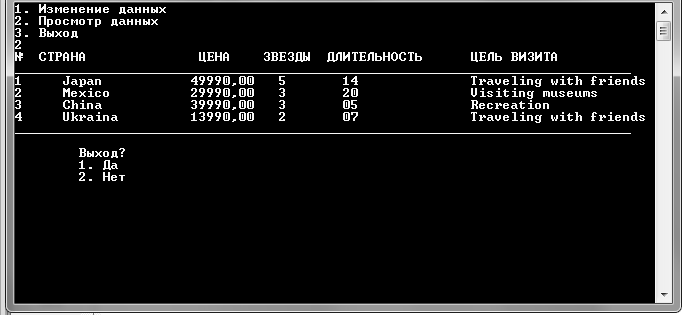 1. Изменение данных
2. Просмотр данных
3. Выход
2
№ СТРАНА ЦЕНА ЗВЕЗДЫ ДЛИТЕЛЬНОСТЬ ЦЕЛЬ ВИЗИТА
1 Japan 49990,00 5 14 Traveling with friends
2 Mexico 29990,00 3 20 Visiting museums
3 China 39990,00 3 05 Recreation
4 Ukraina 13990,00 2 07 Traveling with friends
Выход?
1. Да
2. Нет